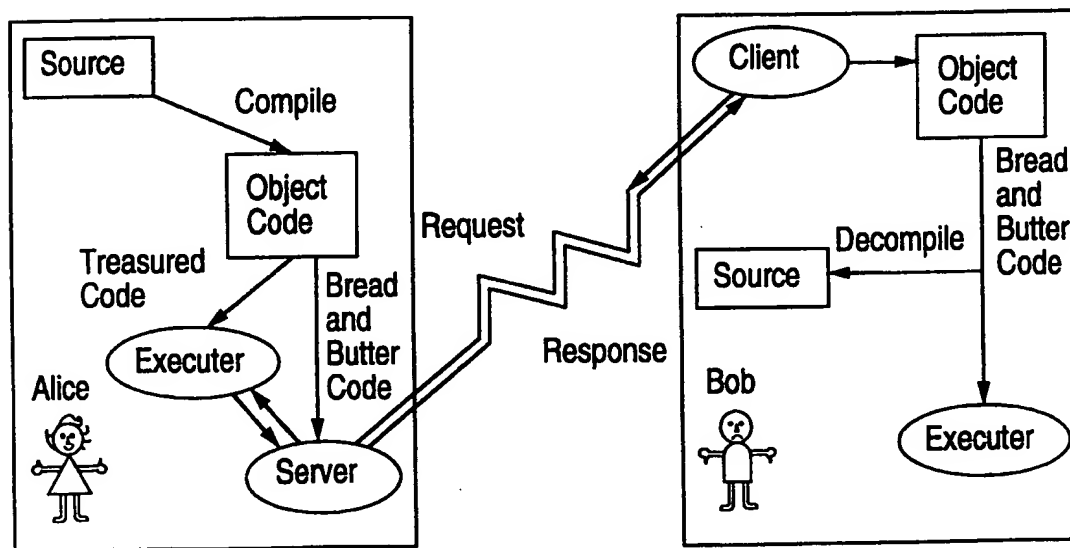 Source
Compile
Object
Code
Treasured
Code
Bread
and
Butter
Code
Executer
Alice
Server
Request
Response
Client
Object
Code
Bread
and
Butter
Code
Decompile
Source
Bob
Executer